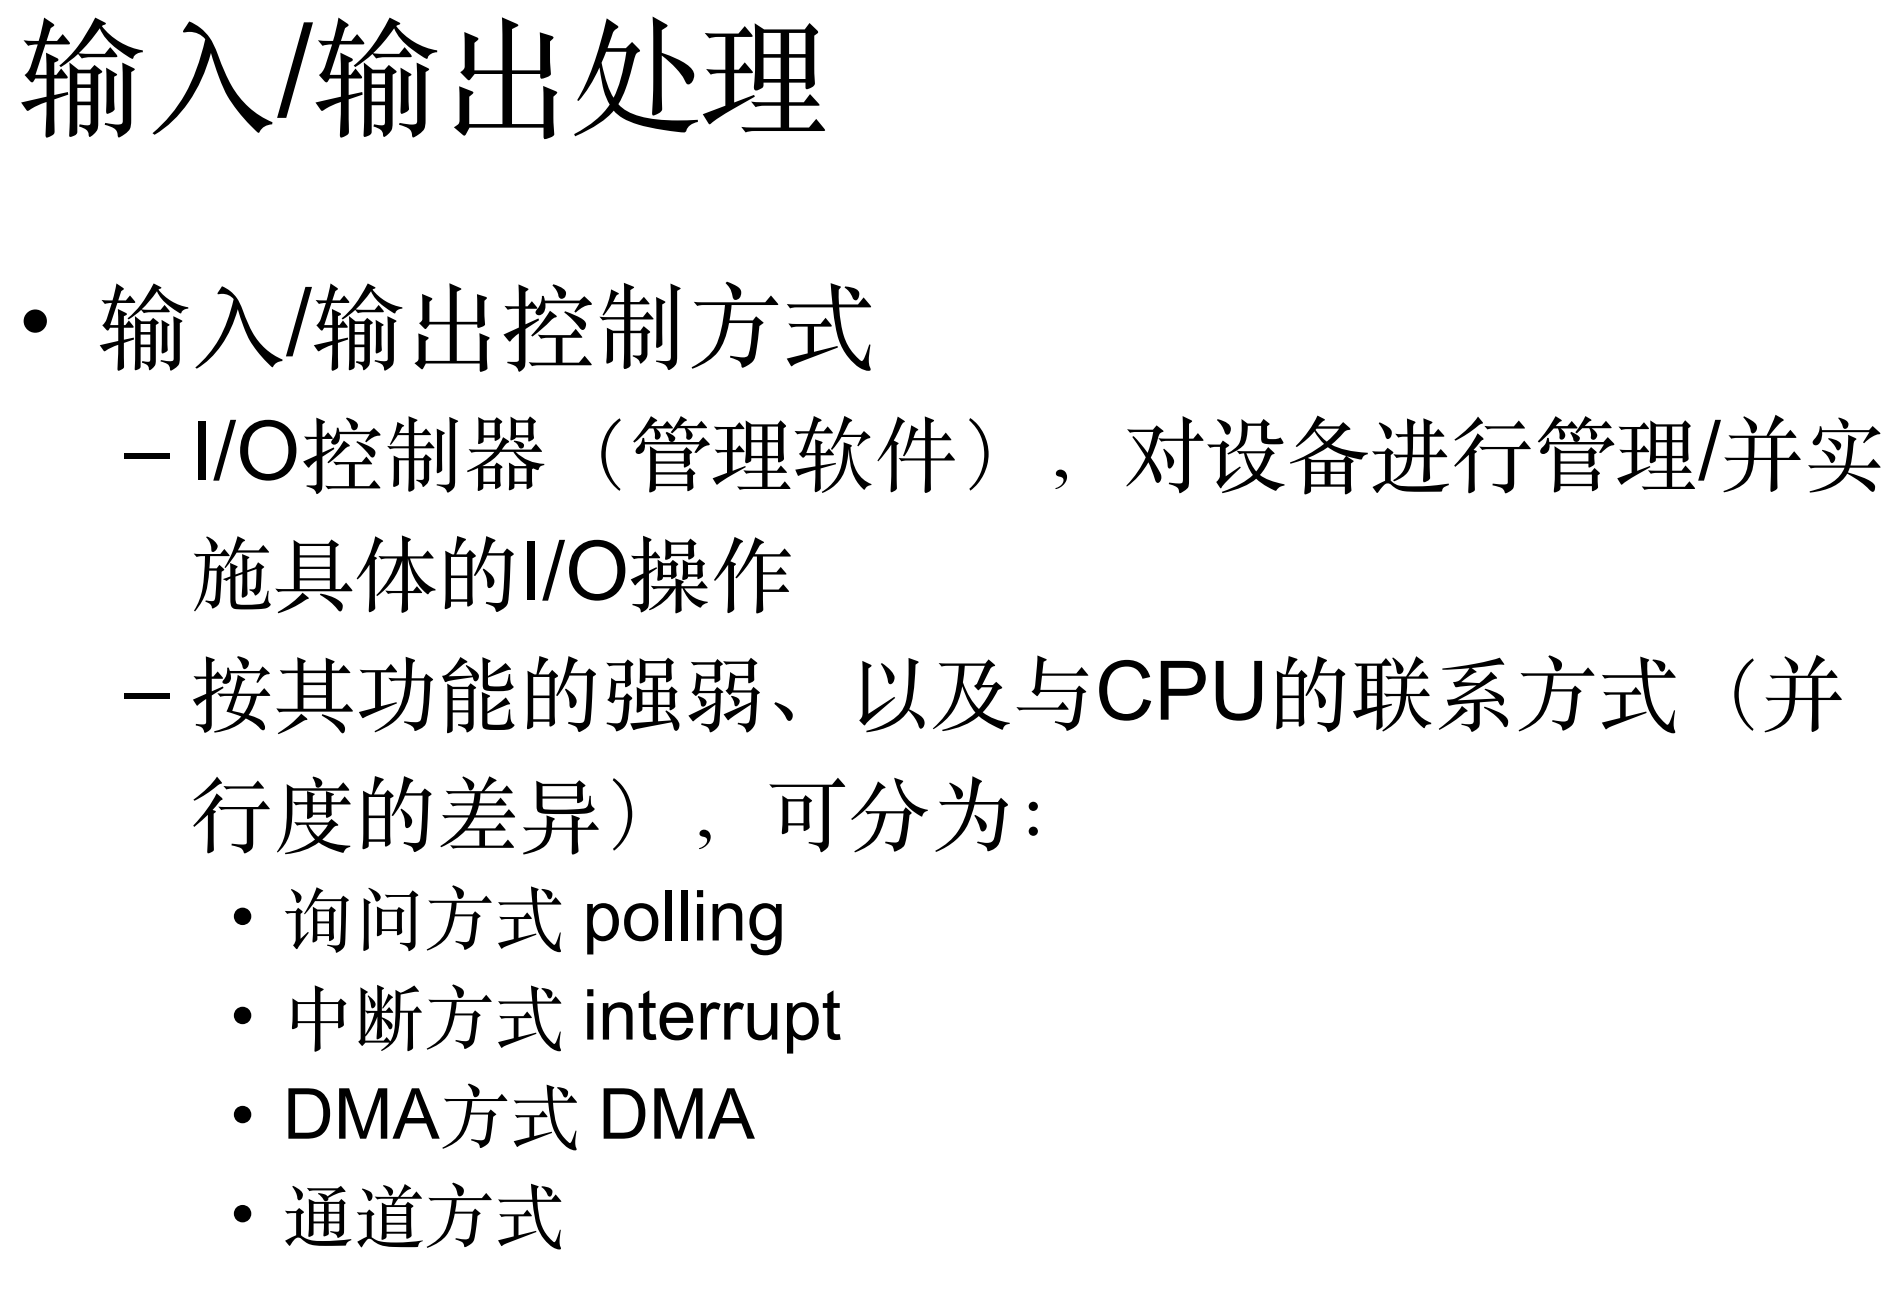 输入/输出处理
• 输入/输出控制方式
– I/O控制器（管理软件），对设备进行管理/并实
施具体的I/O操作
– 按其功能的强弱、以及与CPU的联系方式（并
行度的差异），可分为：
• 询问方式 polling
• 中断方式 interrupt
• DMA方式 DMA
• 通道方式